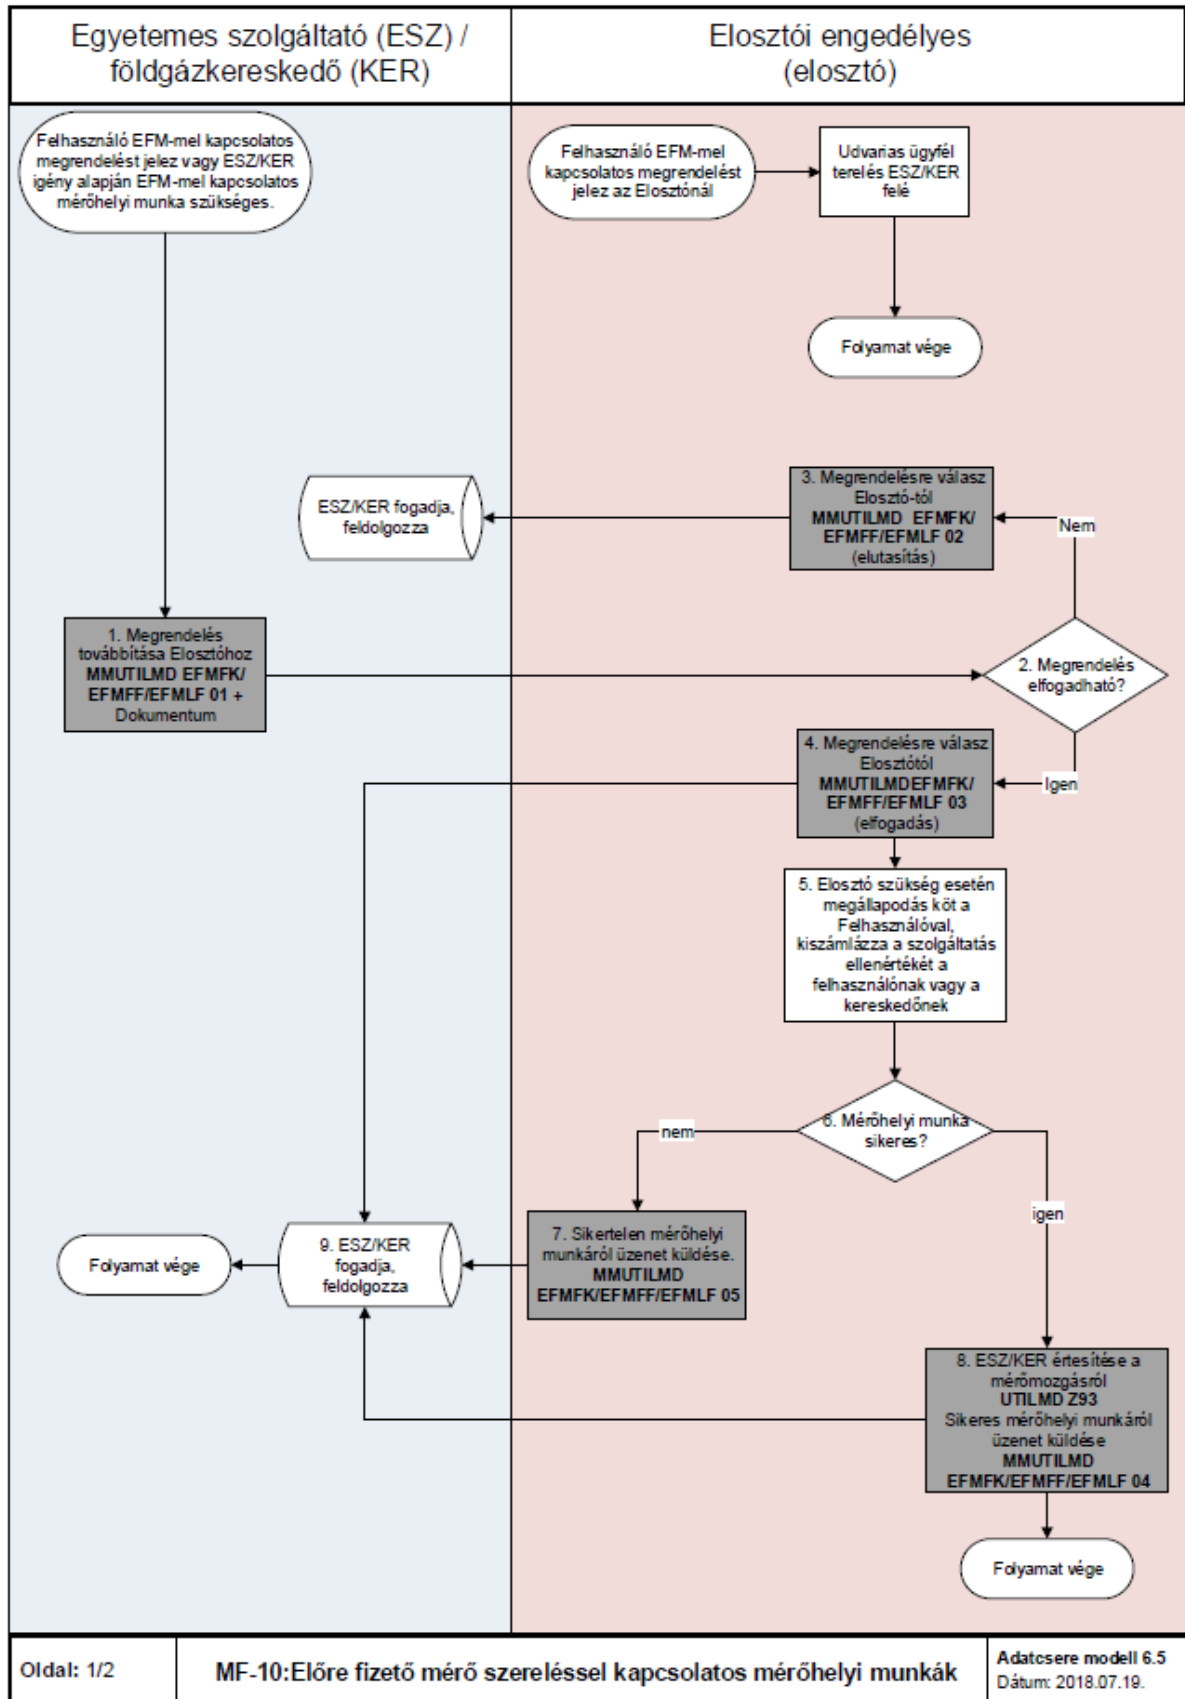 Egyetemes szolgáltató (ESZ) /
földgázkereskedő (KER)
Elosztói engedélyes
(elosztó)
Felhasználó EFM-mel kapcsolatos
megrendelést jelez vagy ESZ/KER
igény alapján EFM-mel kapcsolatos
mérőhelyi munka szükséges.
Felhasználó EFM-mel
kapcsolatos megrendelést
jelez az Elosztónál
Udvarias ügyfél
terelés ESZ/KER
felé
Folyamat vége
ESZ/KER fogadja,
feldolgozza
3. Megrendelésre válasz
Elosztó-tól
MMUTILMD EFMFK/
EFMFF/EFMLF 02
(elutasítás)
Nem
1. Megrendelés
továbbítása Elosztóhoz
MMUTILMD EFMFK/
EFMFF/EFMLF 01 +
Dokumentum
2. Megrendelés
elfogadható?
4. Megrendelésre válasz
Elosztótól
MMUTILMDEFMFK/
EFMFF/EFMLF 03
(elfogadás)
Igen
5. Elosztó szükség esetén
megállapodás köt a
Felhasználóval,
kiszámlázza a szolgáltatás
ellenértékét a
felhasználónak vagy a
kereskedőnek
6. Mérőhelyi munka
sikeres?
nem
igen
7. Sikertelen mérőhelyi
munkáról üzenet küldése.
MMUTILMD
EFMFK/EFMFF/EFMLF 05
9. ESZ/KER
fogadja,
feldolgozza
Folyamat vége
8. ESZ/KER értesítése a
mérőmozgásról
UTILMD Z93
Sikeres mérőhelyi munkáról
üzenet küldése
MMUTILMD
EFMFK/EFMFF/EFMLF 04
Folyamat vége
Oldal: 1/2
MF-10:Előre fizető mérő szereléssel kapcsolatos mérőhelyi munkák
Adatcsere modell 6.5
Dátum: 2018.07.19.